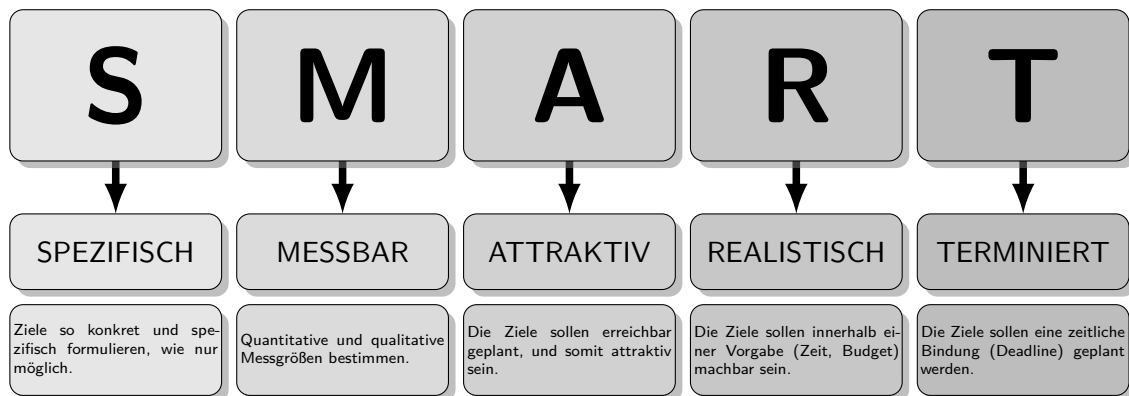 S
M
A
R
T
SPEZIFISCH
MESSBAR
ATTRAKTIV
REALISTISCH
TERMINIERT
Ziele so konkret und spe-
zifisch formulieren, wie nur
möglich.
Quantitative und qualitative
Messgrößen bestimmen.
Die Ziele sollen erreichbar
geplant, und somit attraktiv
sein.
Die Ziele sollen innerhalb ei-
ner Vorgabe (Zeit, Budget)
machbar sein.
Die Ziele sollen eine zeitliche
Bindung (Deadline) geplant
werden.